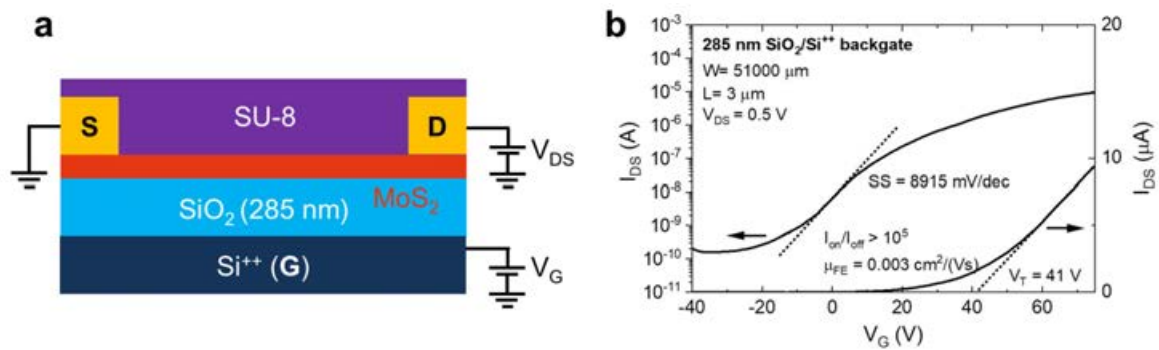 a
S
SU-8
D
V_DS
MoS₂
SiO₂ (285 nm)
Si⁺⁺ (G)
V_G
b
285 nm SiO₂/Si⁺⁺ backgate
W= 51000 μm
L= 3 μm
V_DS = 0.5 V
SS = 8915 mV/dec
I_on/I_off > 10⁵
μ_FE = 0.003 cm²/(Vs)
V_T = 41 V
I_DS (A)
10⁻³
10⁻⁴
10⁻⁵
10⁻⁶
10⁻⁷
10⁻⁸
10⁻⁹
10⁻¹⁰
10⁻¹¹
-40 -20 0 20 40 60
V_G (V)
20
10
0
I_DS (μA)